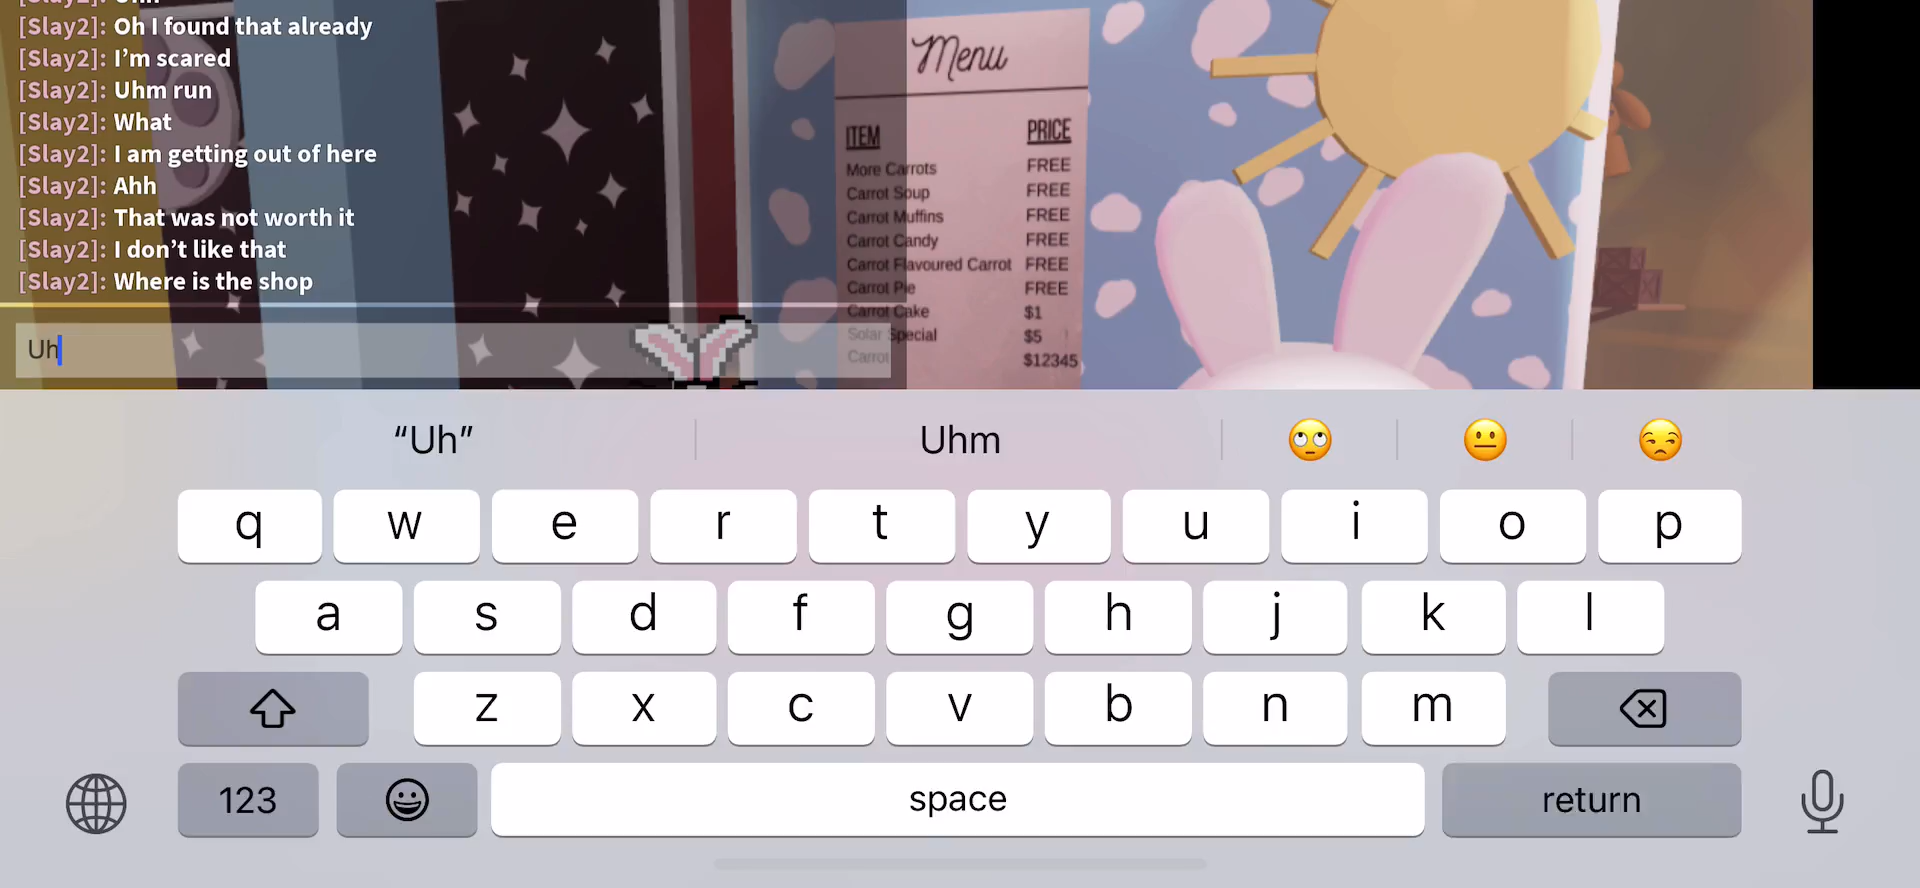 [Slay2]: Oh I found that already
[Slay2]: I’m scared
[Slay2]: Uhm run
[Slay2]: What
[Slay2]: I am getting out of here
[Slay2]: Ahh
[Slay2]: That was not worth it
[Slay2]: I don’t like that
[Slay2]: Where is the shop
Uh
Menu
ITEM PRICE
More Carrots FREE
Carrot Soup FREE
Carrot Muffins FREE
Carrot Candy FREE
Carrot Flavoured Carrot FREE
Carrot Pie FREE
Carrot Cake $1
Solar Special $5
Carrot $12345
“Uh” Uhm
q w e r t y u i o p
a s d f g h j k l
z x c v b n m
123 space return